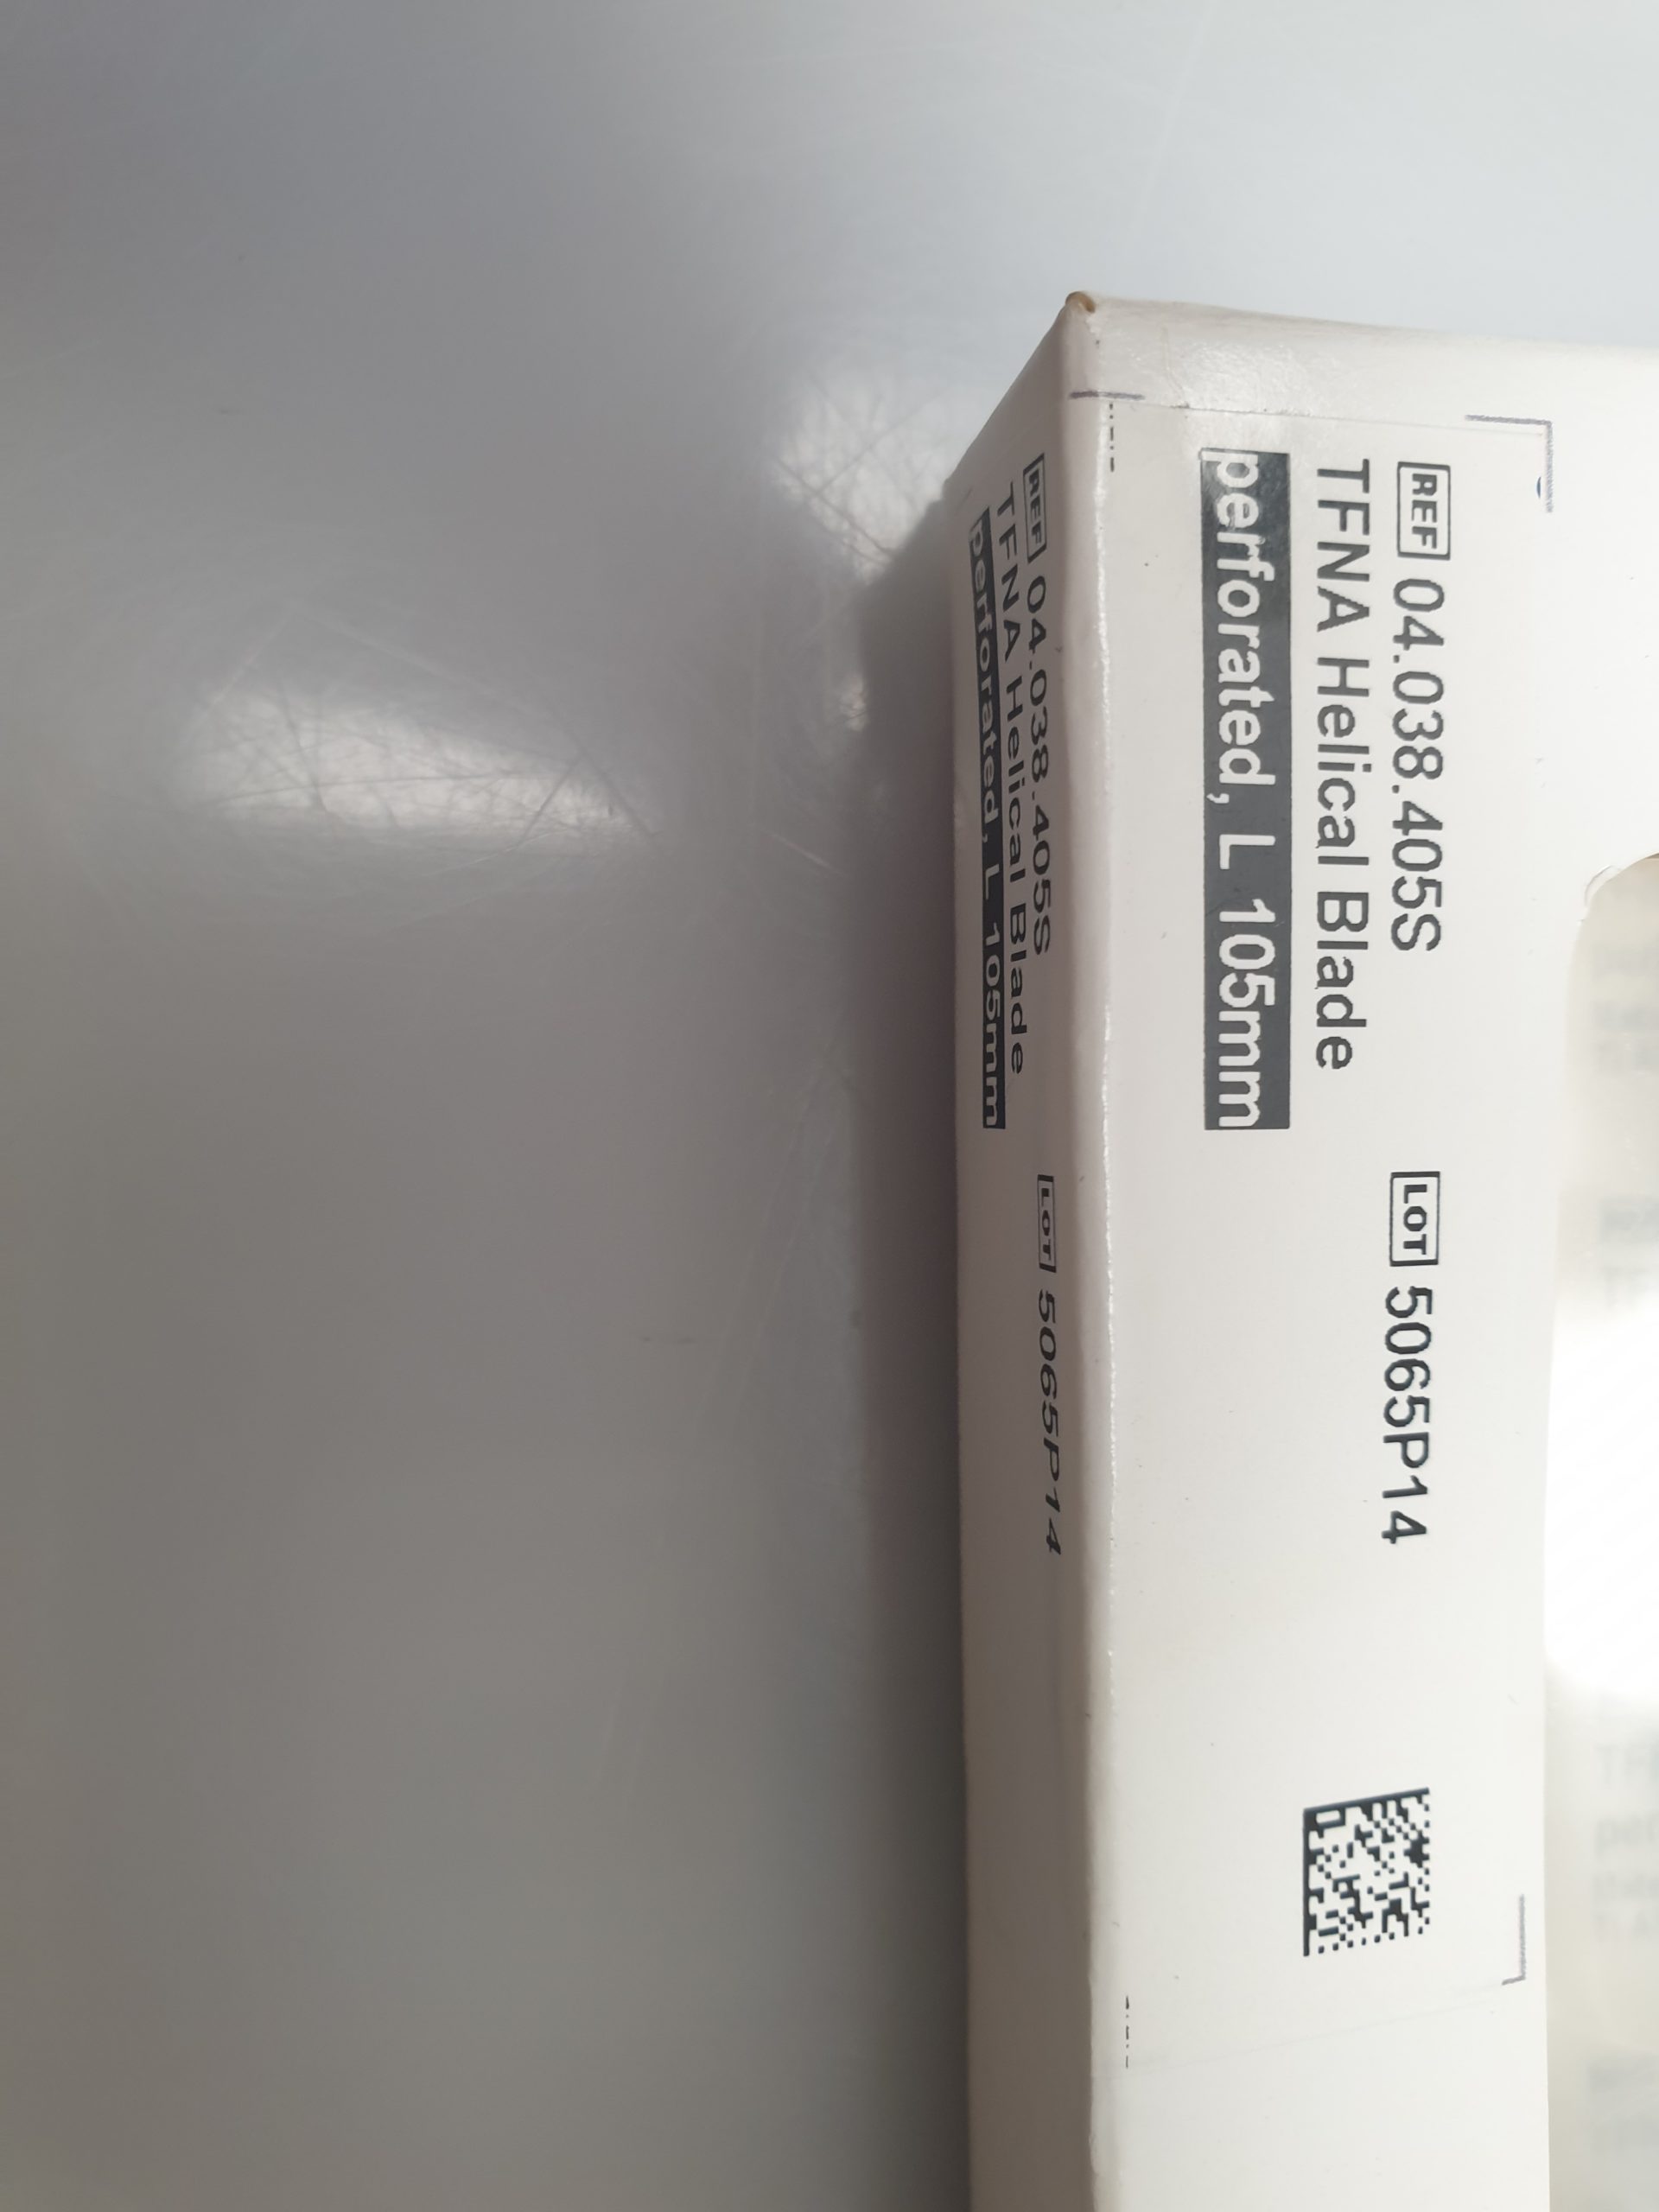 REF 04.038.405S
TFNA Helical Blade
perforated, L 105mm
LOT 5065P14
REF 04.038.405S
TFNA Helical Blade
perforated, L 105mm
LOT 5065P14